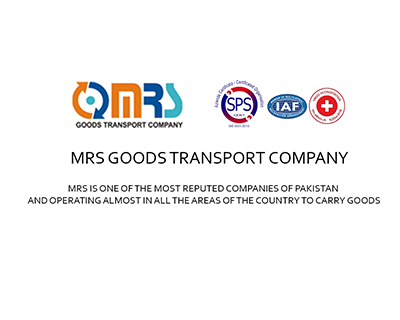 MRS
GOODS TRANSPORT COMPANY
SPS
IAF
MRS GOODS TRANSPORT COMPANY
MRS IS ONE OF THE MOST REPUTED COMPANIES OF PAKISTAN
AND OPERATING ALMOST IN ALL THE AREAS OF THE COUNTRY TO CARRY GOODS